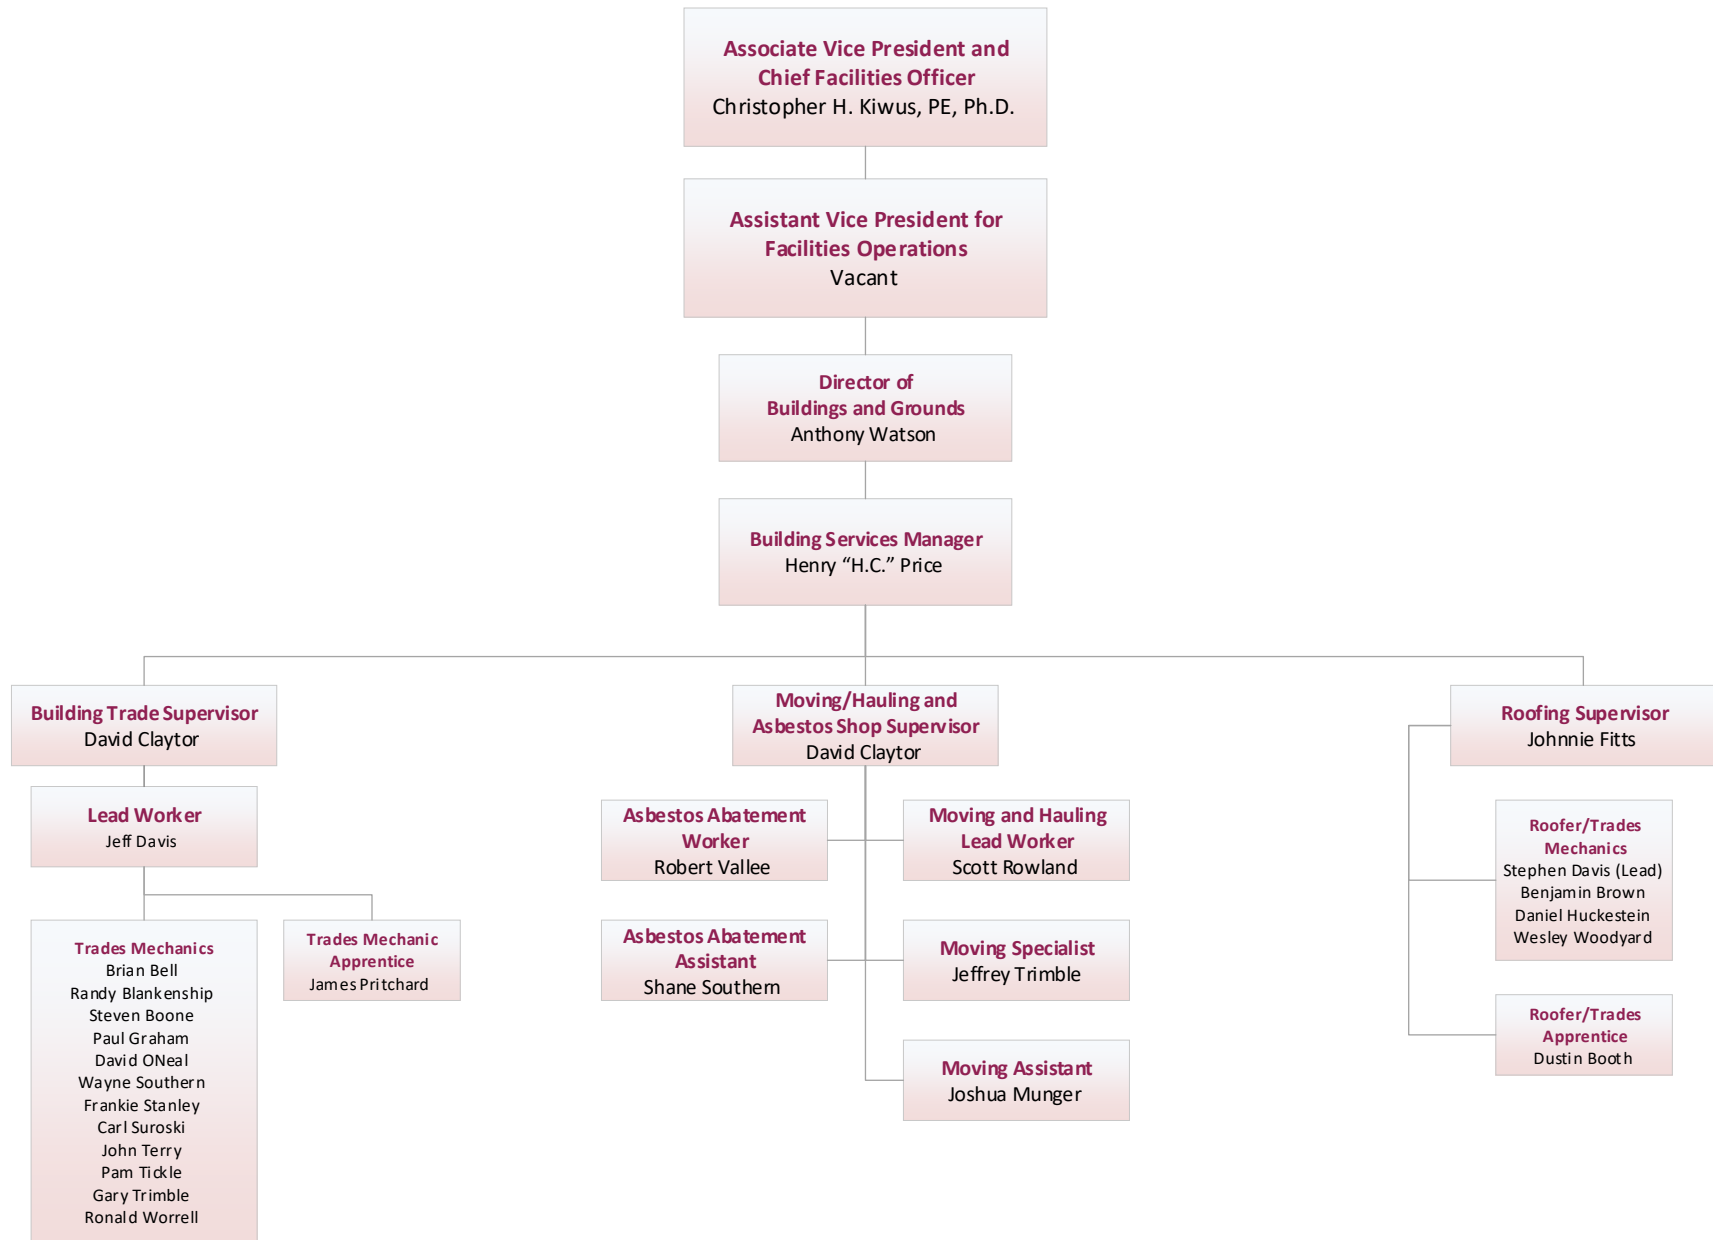 Associate Vice President and
Chief Facilities Officer
Christopher H. Kiwus, PE, Ph.D.
Assistant Vice President for
Facilities Operations
Vacant
Director of
Buildings and Grounds
Anthony Watson
Building Services Manager
Henry “H.C.” Price
Building Trade Supervisor
David Claytor
Lead Worker
Jeff Davis
Trades Mechanics
Brian Bell
Randy Blankenship
Steven Boone
Paul Graham
David ONeal
Wayne Southern
Frankie Stanley
Carl Suroski
John Terry
Pam Tickle
Gary Trimble
Ronald Worrell
Trades Mechanic
Apprentice
James Pritchard
Moving/Hauling and
Asbestos Shop Supervisor
David Claytor
Asbestos Abatement
Worker
Robert Vallee
Moving and Hauling
Lead Worker
Scott Rowland
Asbestos Abatement
Assistant
Shane Southern
Moving Specialist
Jeffrey Trimble
Moving Assistant
Joshua Munger
Roofing Supervisor
Johnnie Fitts
Roofer/Trades
Mechanics
Stephen Davis (Lead)
Benjamin Brown
Daniel Huckestein
Wesley Woodyard
Roofer/Trades
Apprentice
Dustin Booth